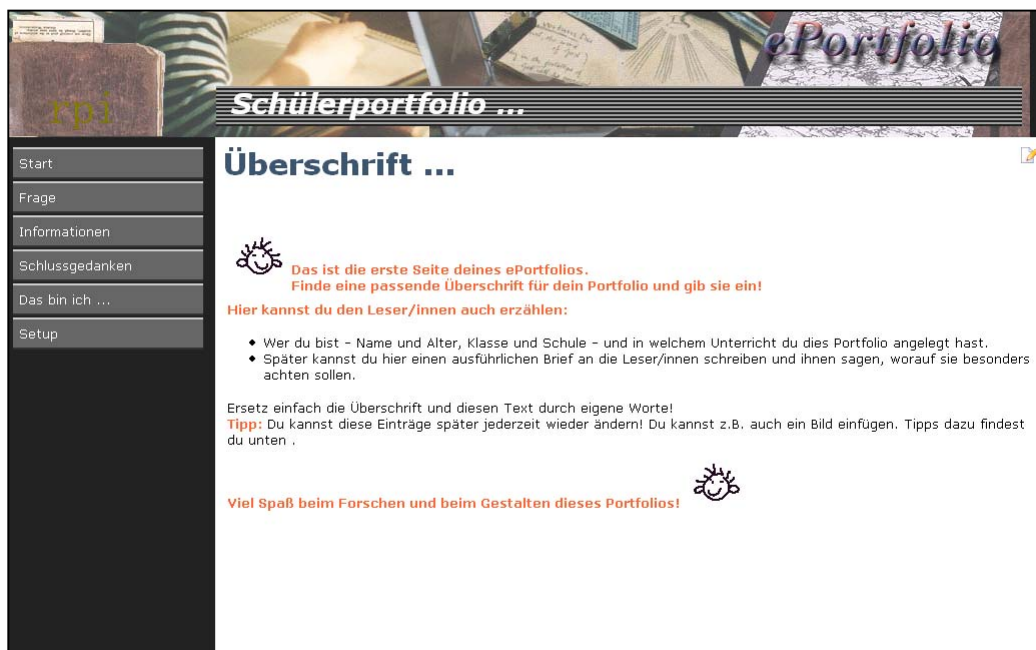 ePortfolio
rpi
Schülerportfolio ...
Start
Frage
Informationen
Schlussgedanken
Das bin ich ...
Setup
Überschrift ...
Das ist die erste Seite deines ePortfolios.
Finde eine passende Überschrift für dein Portfolio und gib sie ein!
Hier kannst du den Leser/innen auch erzählen:
Wer du bist – Name und Alter, Klasse und Schule – und in welchem Unterricht du dies Portfolio angelegt hast.
Später kannst du hier einen ausführlichen Brief an die Leser/innen schreiben und ihnen sagen, worauf sie besonders
achten sollen.
Ersetz einfach die Überschrift und diesen Text durch eigene Worte!
Tipp: Du kannst diese Einträge später jederzeit wieder ändern! Du kannst z.B. auch ein Bild einfügen. Tipps dazu findest
du unten .
Viel Spaß beim Forschen und beim Gestalten dieses Portfolios!